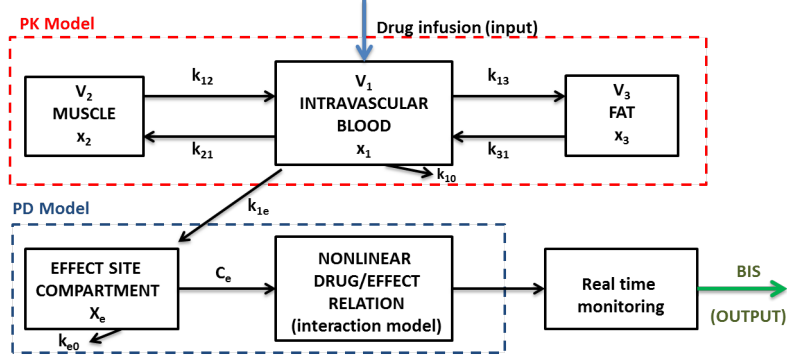 PK Model
Drug infusion (input)
V2
MUSCLE
x2
k12
k21
V1
INTRAVASCULAR
BLOOD
x1
k13
k31
V3
FAT
x3
k10
k1e
PD Model
EFFECT SITE
COMPARTMENT
Xe
ke0
Ce
NONLINEAR
DRUG/EFFECT
RELATION
(interaction model)
Real time
monitoring
BIS
(OUTPUT)